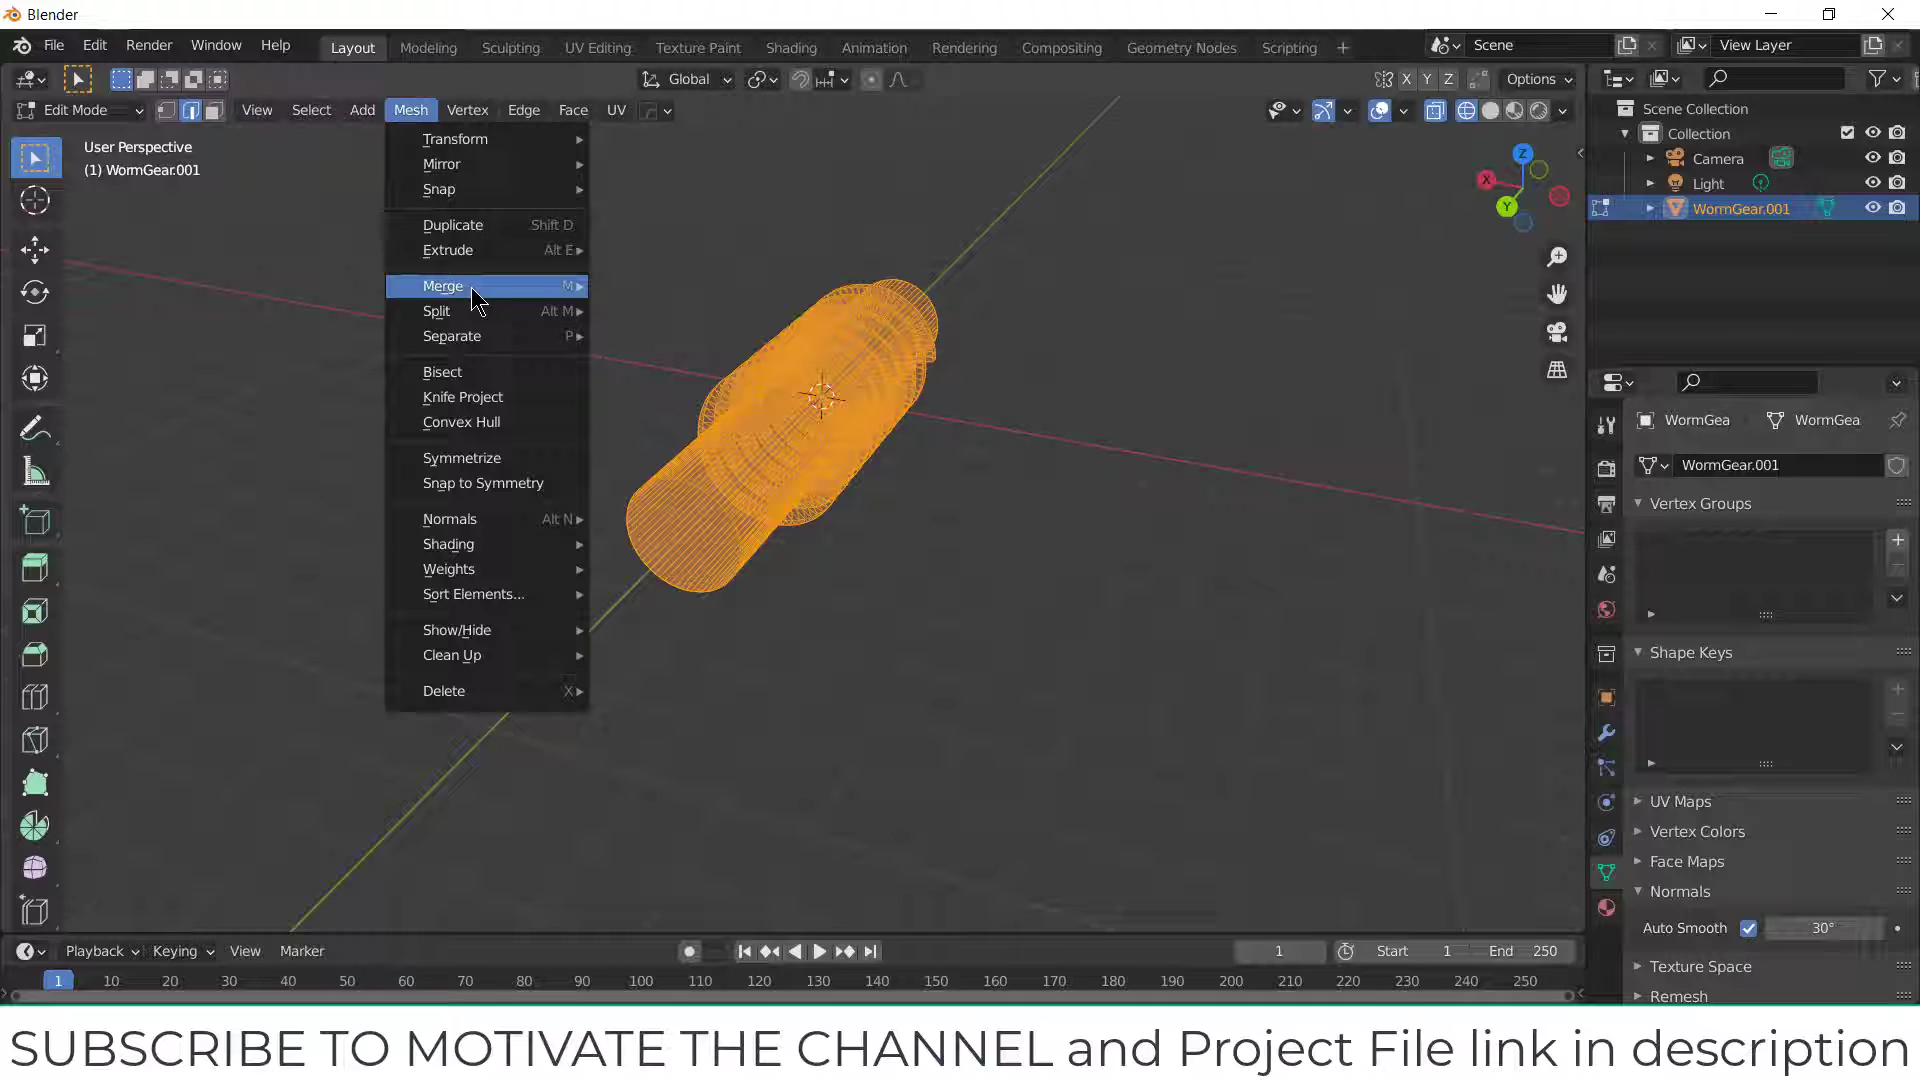 Blender
File Edit Render Window Help Layout Modeling Sculpting UV Editing Texture Paint Shading Animation Rendering Compositing Geometry Nodes Scripting + Scene View Layer
Global Options
X Y Z
Edit Mode View Select Add Mesh Vertex Edge Face UV
User Perspective
(1) WormGear.001
Transform
Mirror
Snap
Duplicate Shift D
Extrude Alt E
Merge M
Split Alt M
Separate P
Bisect
Knife Project
Convex Hull
Symmetrize
Snap to Symmetry
Normals Alt N
Shading
Weights
Sort Elements...
Show/Hide
Clean Up
Delete X
Z
X
Y
Scene Collection
Collection
Camera
Light
WormGear.001
WormGea WormGea
WormGear.001
Vertex Groups
Shape Keys
UV Maps
Vertex Colors
Face Maps
Normals
Auto Smooth 30°
Texture Space
Remesh
Playback Keying View Marker 1 Start 1 End 250
1 10 20 30 40 50 60 70 80 90 100 110 120 130 140 150 160 170 180 190 200 210 220 230 240 250
SUBSCRIBE TO MOTIVATE THE CHANNEL and Project File link in description